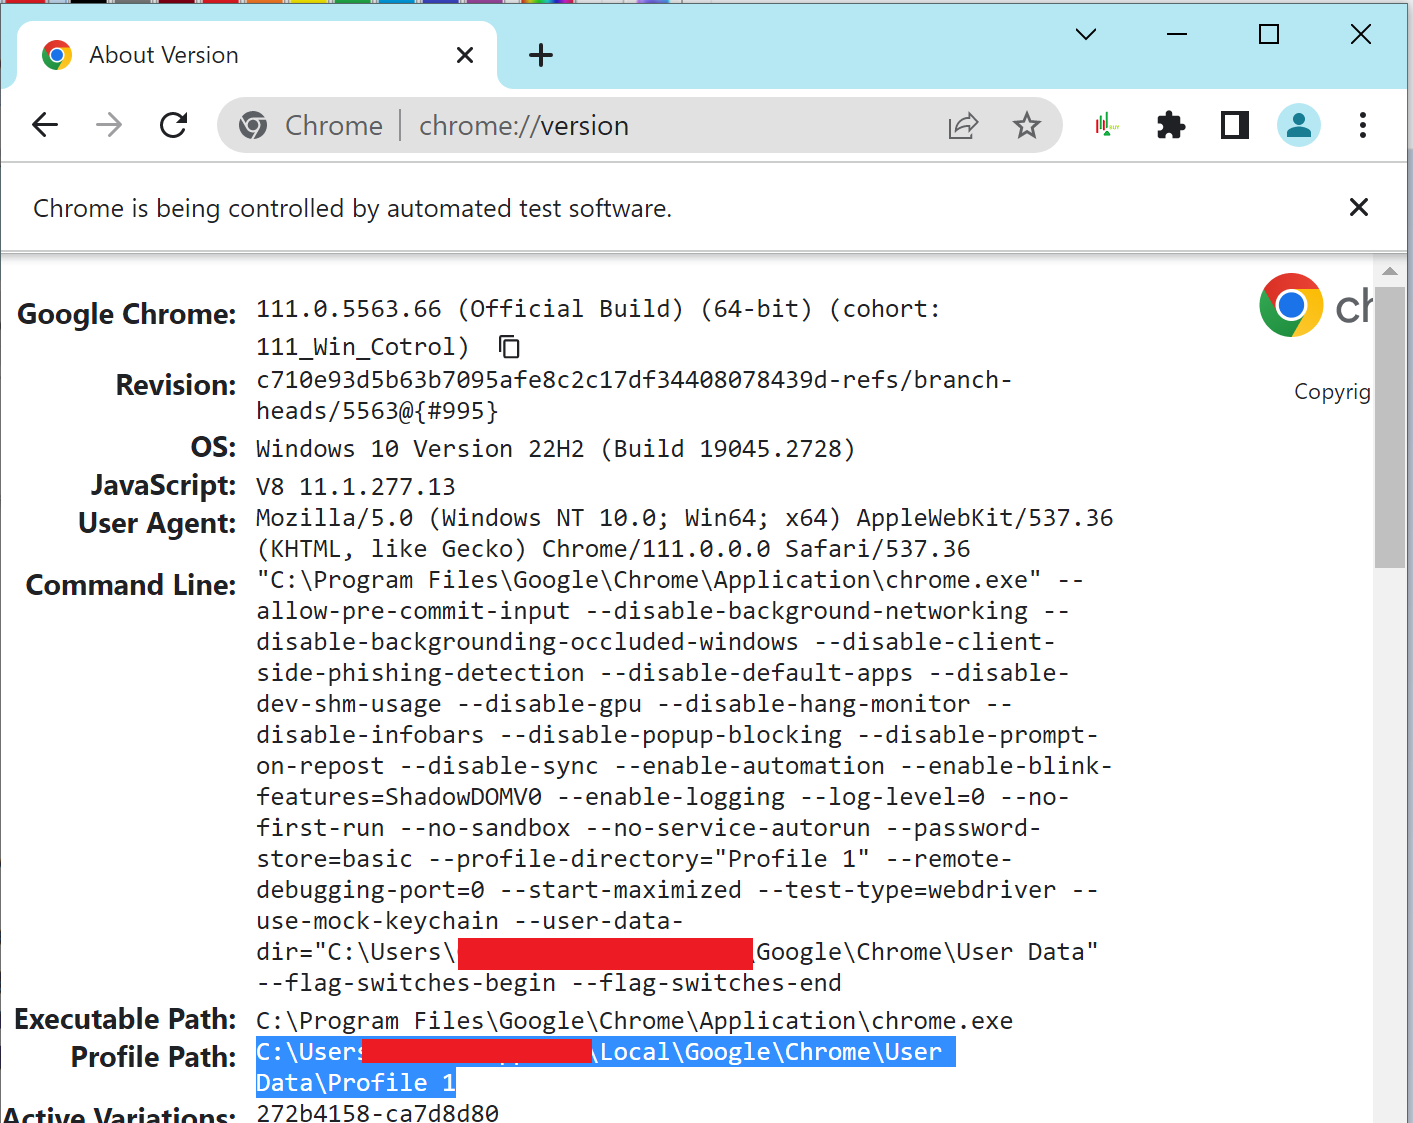 About Version
Chrome chrome://version
Chrome is being controlled by automated test software.
Google Chrome: 111.0.5563.66 (Official Build) (64-bit) (cohort:
111_Win_Cotrol)
Revision: c710e93d5b63b7095afe8c2c17df34408078439d-refs/branch-
heads/5563@{#995}
OS: Windows 10 Version 22H2 (Build 19045.2728)
JavaScript: V8 11.1.277.13
User Agent: Mozilla/5.0 (Windows NT 10.0; Win64; x64) AppleWebKit/537.36
(KHTML, like Gecko) Chrome/111.0.0.0 Safari/537.36
Command Line: "C:\Program Files\Google\Chrome\Application\chrome.exe" --
allow-pre-commit-input --disable-background-networking --
disable-backgrounding-occluded-windows --disable-client-
side-phishing-detection --disable-default-apps --disable-
dev-shm-usage --disable-gpu --disable-hang-monitor --
disable-infobars --disable-popup-blocking --disable-prompt-
on-repost --disable-sync --enable-automation --enable-blink-
features=ShadowDOMV0 --enable-logging --log-level=0 --no-
first-run --no-sandbox --no-service-autorun --password-
store=basic --profile-directory="Profile 1" --remote-
debugging-port=0 --start-maximized --test-type=webdriver --
use-mock-keychain --user-data-
dir="C:\Users\ \Google\Chrome\User Data"
--flag-switches-begin --flag-switches-end
Executable Path: C:\Program Files\Google\Chrome\Application\chrome.exe
Profile Path: C:\Users \Local\Google\Chrome\User
Data\Profile 1
Active Variations: 272b4158-ca7d8d80
ch
Copyrig